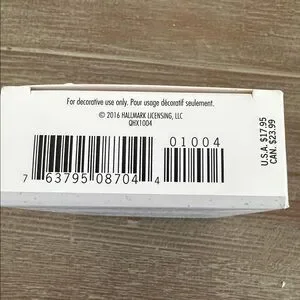 For decorative use only. Pour usage décoratif seulement.
© 2016 HALLMARK LICENSING, LLC
QHX1004
01004
7 63795 08704 4
U.S.A. $17.95
CAN. $23.99